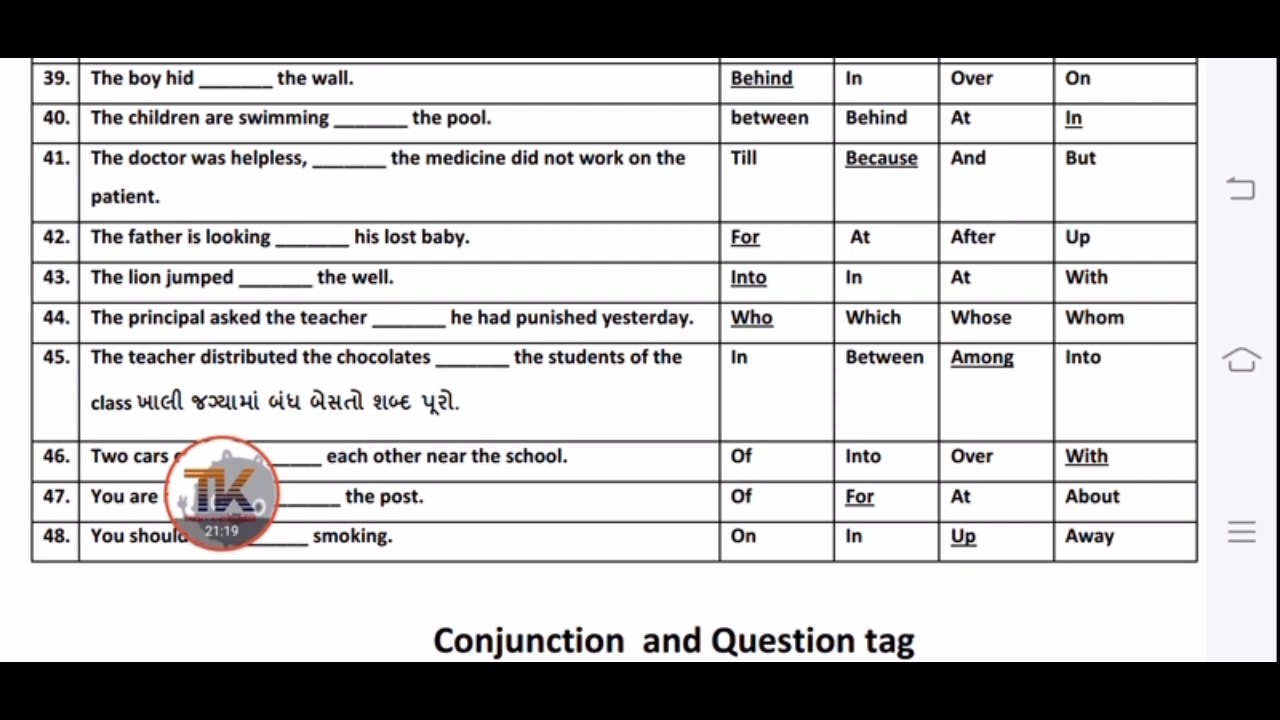 39. The boy hid _______ the wall. Behind In Over On
40. The children are swimming _______ the pool. between Behind At In
41. The doctor was helpless, _______ the medicine did not work on the Till Because And But
patient.
42. The father is looking _______ his lost baby. For At After Up
43. The lion jumped _______ the well. Into In At With
44. The principal asked the teacher _______ he had punished yesterday. Who Which Whose Whom
45. The teacher distributed the chocolates _______ the students of the In Between Among Into
class ખાલી જગ્યામાં બંધ બેસતો શબ્દ પૂરો.
46. Two cars _____ each other near the school. Of Into Over With
47. You are ______ the post. Of For At About
48. You should ______ smoking. On In Up Away
TK
21:19
Conjunction and Question tag